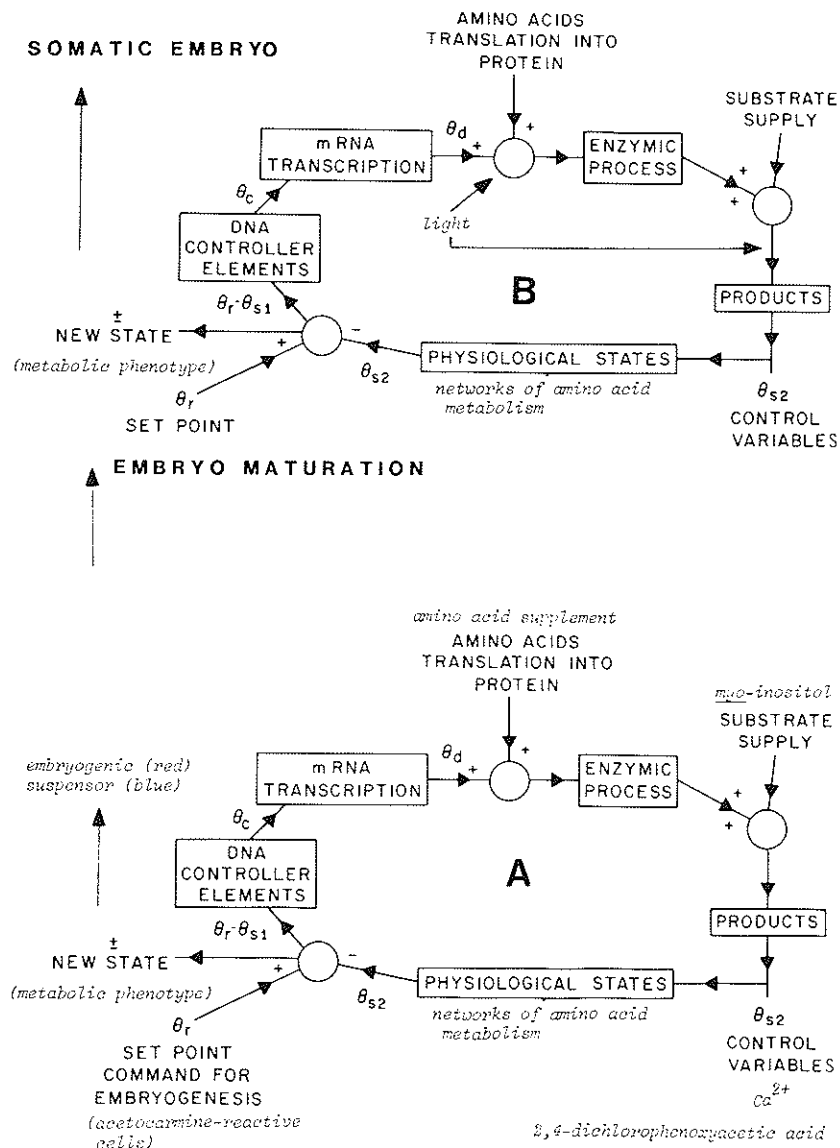 AMINO ACIDS
TRANSLATION INTO
PROTEIN
SOMATIC EMBRYO
SUBSTRATE
SUPPLY
mRNA
TRANSCRIPTION
θd
+
+
ENZYMIC
PROCESS
+
+
θc
light
DNA
CONTROLLER
ELEMENTS
B
PRODUCTS
θr-θs1
±
NEW STATE
(metabolic phenotype)
+
-
θs2
PHYSIOLOGICAL STATES
networks of amino acid
metabolism
θr
SET POINT
θs2
CONTROL
VARIABLES
EMBRYO MATURATION
amino acid supplement
AMINO ACIDS
TRANSLATION INTO
PROTEIN
myo-inositol
SUBSTRATE
SUPPLY
embryogenic (red)
suspensor (blue)
mRNA
TRANSCRIPTION
θd
+
+
ENZYMIC
PROCESS
+
+
θc
DNA
CONTROLLER
ELEMENTS
A
PRODUCTS
θr-θs1
±
NEW STATE
(metabolic phenotype)
+
-
θs2
PHYSIOLOGICAL STATES
networks of amino acid
metabolism
θr
SET POINT
COMMAND FOR
EMBRYOGENESIS
(acetocarmine-reactive
cells)
θs2
CONTROL
VARIABLES
Ca2+
2,4-dichlorophenoxyacetic acid